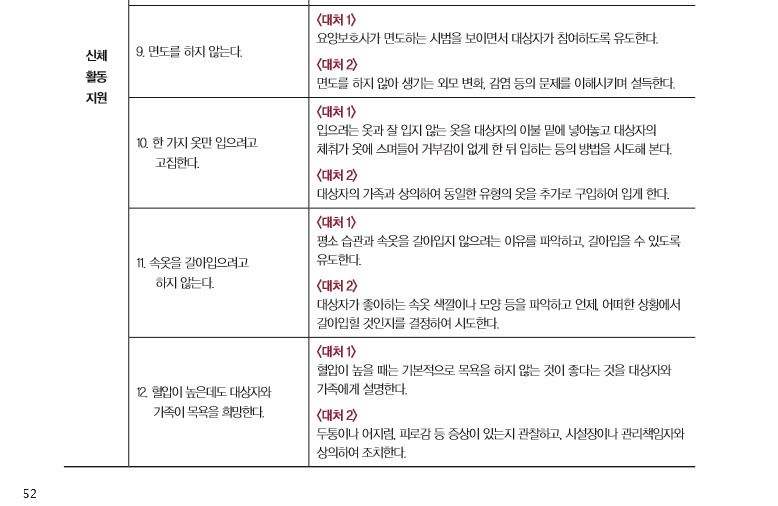 신체
활동
지원
9. 면도를 하지 않는다.
<대처 1>
요양보호사가 면도하는 시범을 보이면서 대상자가 참여하도록 유도한다.
<대처 2>
면도를 하지 않아 생기는 외모 변화, 감염 등의 문제를 이해시키며 설득한다.
10. 한 가지 옷만 입으려고
고집한다.
<대처 1>
입으려는 옷과 잘 입지 않는 옷을 대상자의 이불 밑에 넣어놓고 대상자의
체취가 옷에 스며들어 거부감이 없게 한 뒤 입히는 등의 방법을 시도해 본다.
<대처 2>
대상자의 가족과 상의하여 동일한 유형의 옷을 추가로 구입하여 입게 한다.
11. 속옷을 갈아입으려고
하지 않는다.
<대처 1>
평소 습관과 속옷을 갈아입지 않으려는 이유를 파악하고, 갈아입을 수 있도록
유도한다.
<대처 2>
대상자가 좋아하는 속옷 색깔이나 모양 등을 파악하고 언제, 어떠한 상황에서
갈아입힐 것인지를 결정하여 시도한다.
12. 혈압이 높은데도 대상자와
가족이 목욕을 희망한다.
<대처 1>
혈압이 높을 때는 기본적으로 목욕을 하지 않는 것이 좋다는 것을 대상자와
가족에게 설명한다.
<대처 2>
두통이나 어지럼, 피로감 등 증상이 있는지 관찰하고, 시설장이나 관리책임자와
상의하여 조치한다.
52